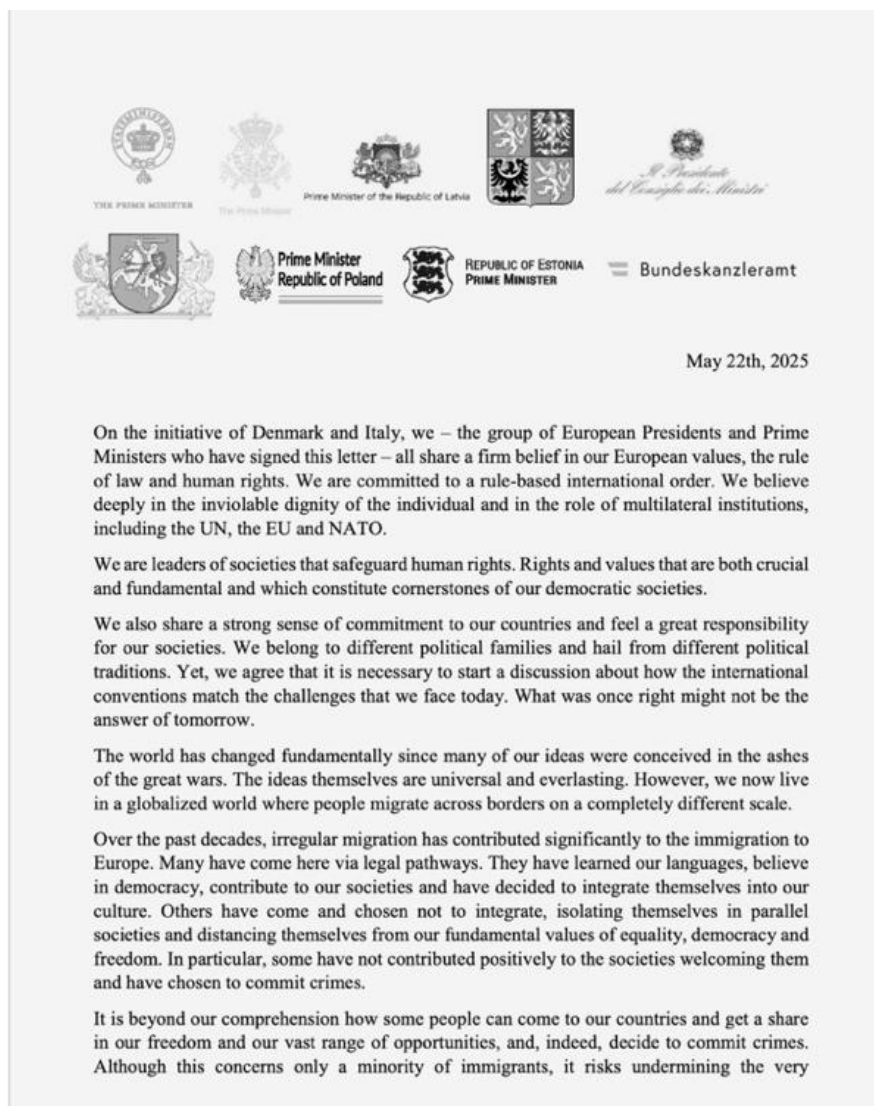 STATSMINISTEREN
THE PRIME MINISTER
The Prime Minister
Prime Minister of the Republic of Latvia
Il Presidente
del Consiglio dei Ministri
Prime Minister
Republic of Poland
REPUBLIC OF ESTONIA
PRIME MINISTER
Bundeskanzleramt
May 22th, 2025
On the initiative of Denmark and Italy, we – the group of European Presidents and Prime
Ministers who have signed this letter – all share a firm belief in our European values, the rule
of law and human rights. We are committed to a rule-based international order. We believe
deeply in the inviolable dignity of the individual and in the role of multilateral institutions,
including the UN, the EU and NATO.
We are leaders of societies that safeguard human rights. Rights and values that are both crucial
and fundamental and which constitute cornerstones of our democratic societies.
We also share a strong sense of commitment to our countries and feel a great responsibility
for our societies. We belong to different political families and hail from different political
traditions. Yet, we agree that it is necessary to start a discussion about how the international
conventions match the challenges that we face today. What was once right might not be the
answer of tomorrow.
The world has changed fundamentally since many of our ideas were conceived in the ashes
of the great wars. The ideas themselves are universal and everlasting. However, we now live
in a globalized world where people migrate across borders on a completely different scale.
Over the past decades, irregular migration has contributed significantly to the immigration to
Europe. Many have come here via legal pathways. They have learned our languages, believe
in democracy, contribute to our societies and have decided to integrate themselves into our
culture. Others have come and chosen not to integrate, isolating themselves in parallel
societies and distancing themselves from our fundamental values of equality, democracy and
freedom. In particular, some have not contributed positively to the societies welcoming them
and have chosen to commit crimes.
It is beyond our comprehension how some people can come to our countries and get a share
in our freedom and our vast range of opportunities, and, indeed, decide to commit crimes.
Although this concerns only a minority of immigrants, it risks undermining the very